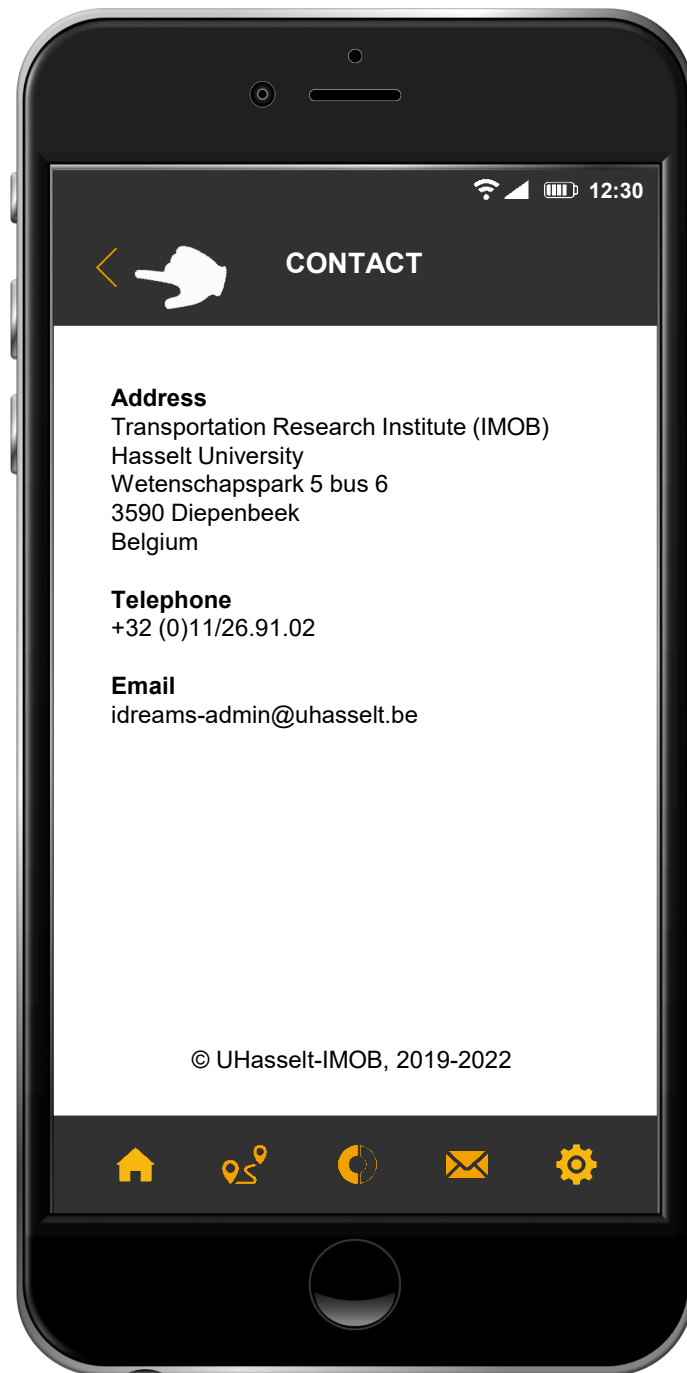 12:30
CONTACT
Address
Transportation Research Institute (IMOB)
Hasselt University
Wetenschapspark 5 bus 6
3590 Diepenbeek
Belgium
Telephone
+32 (0)11/26.91.02
Email
idreams-admin@uhasselt.be
© UHasselt-IMOB, 2019-2022